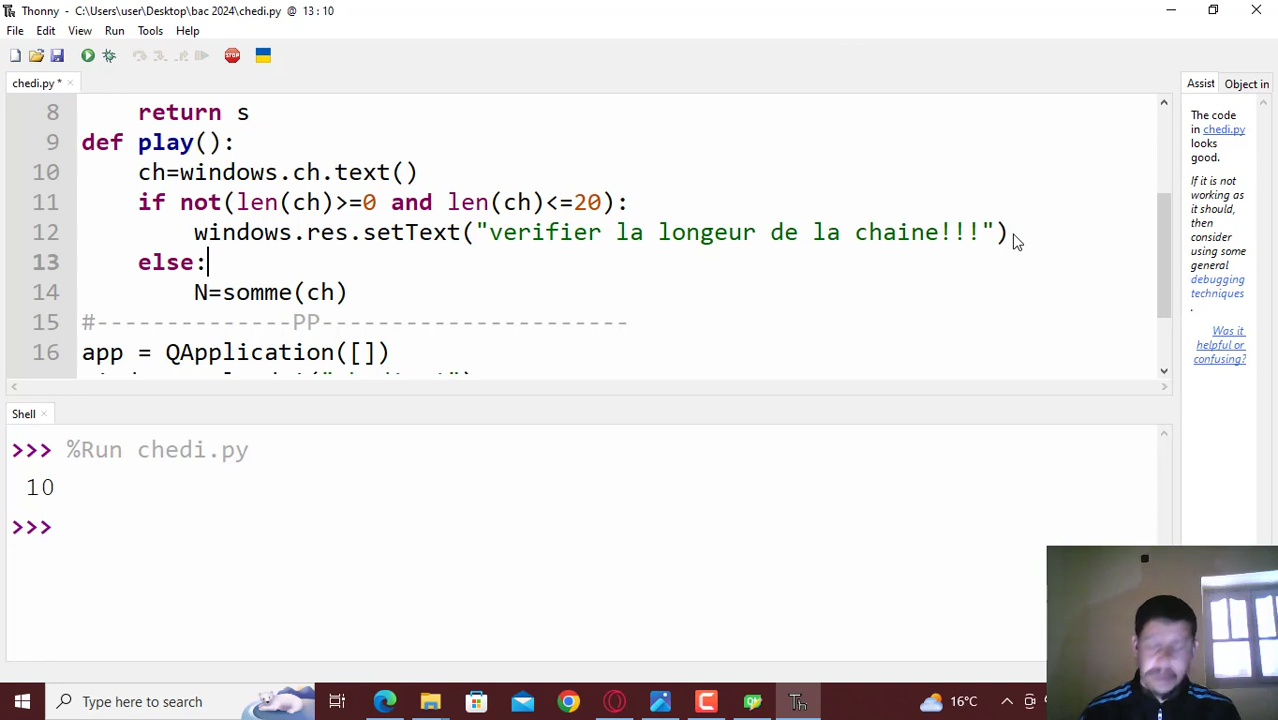 Thonny - C:\Users\user\Desktop\bac 2024\chedi.py @ 13 : 10
File Edit View Run Tools Help
chedi.py * ×
Assist
Object in
8 return s
9 def play():
10 ch=windows.ch.text()
11 if not(len(ch)>=0 and len(ch)<=20):
12 windows.res.setText("verifier la longeur de la chaine!!!")
13 else:
14 N=somme(ch)
15 #--------------PP-----------------------
16 app = QApplication([])
The code
in chedi.py
looks
good.
If it is not
working as
it should,
then
consider
using some
general
debugging
techniques
.
Was it
helpful or
confusing?
Shell ×
>>> %Run chedi.py
10
>>>
Type here to search
16°C